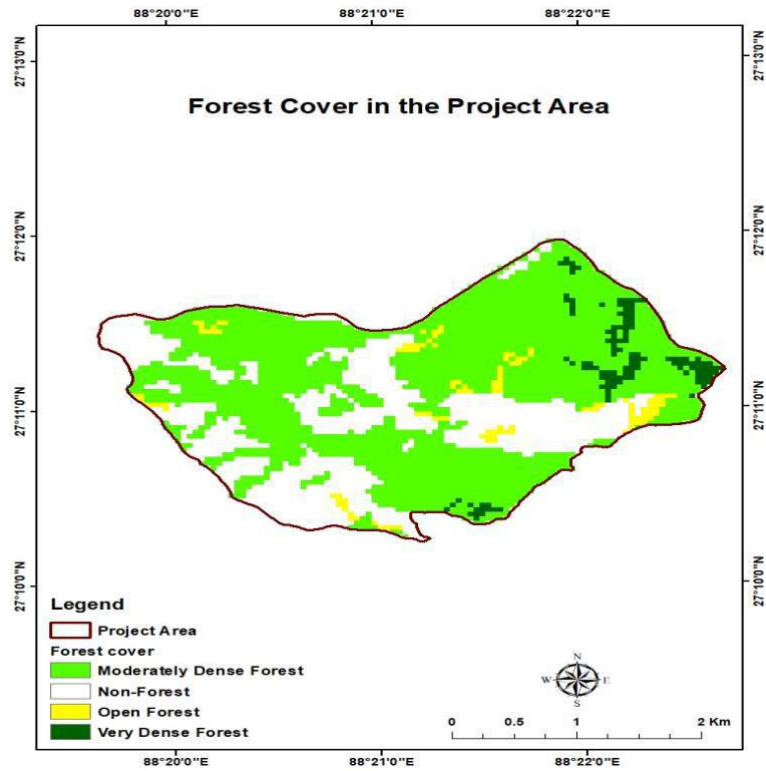 88°20'0"E 88°21'0"E 88°22'0"E
27°13'0"N 27°13'0"N
Forest Cover in the Project Area
27°12'0"N 27°12'0"N
27°11'0"N 27°11'0"N
27°10'0"N 27°10'0"N
Legend
Project Area
Forest cover
Moderately Dense Forest
Non-Forest
Open Forest
Very Dense Forest
N
W E
S
0 0.5 1 2 Km
88°20'0"E 88°21'0"E 88°22'0"E